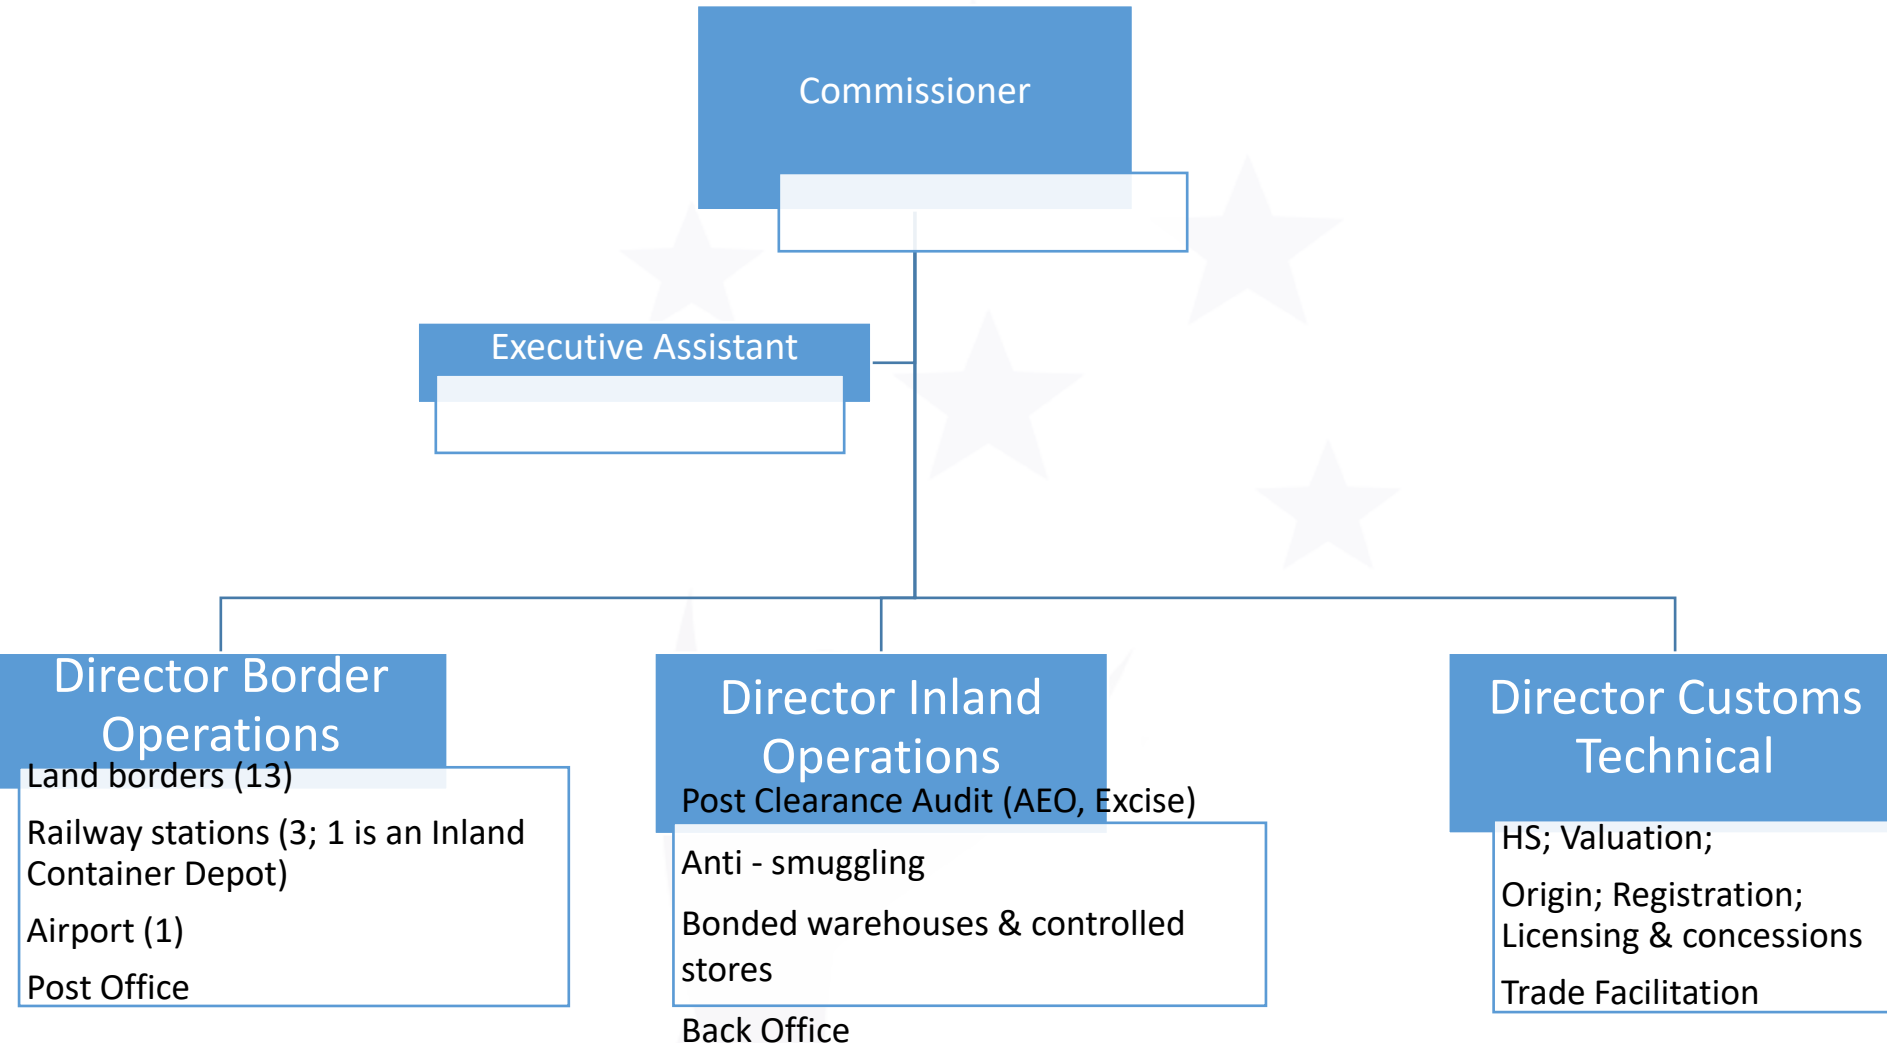 Commissioner
Executive Assistant
Director Border
Operations
Land borders (13)
Railway stations (3; 1 is an Inland
Container Depot)
Airport (1)
Post Office
Director Inland
Operations
Post Clearance Audit (AEO, Excise)
Anti - smuggling
Bonded warehouses & controlled
stores
Back Office
Director Customs
Technical
HS; Valuation;
Origin; Registration;
Licensing & concessions
Trade Facilitation